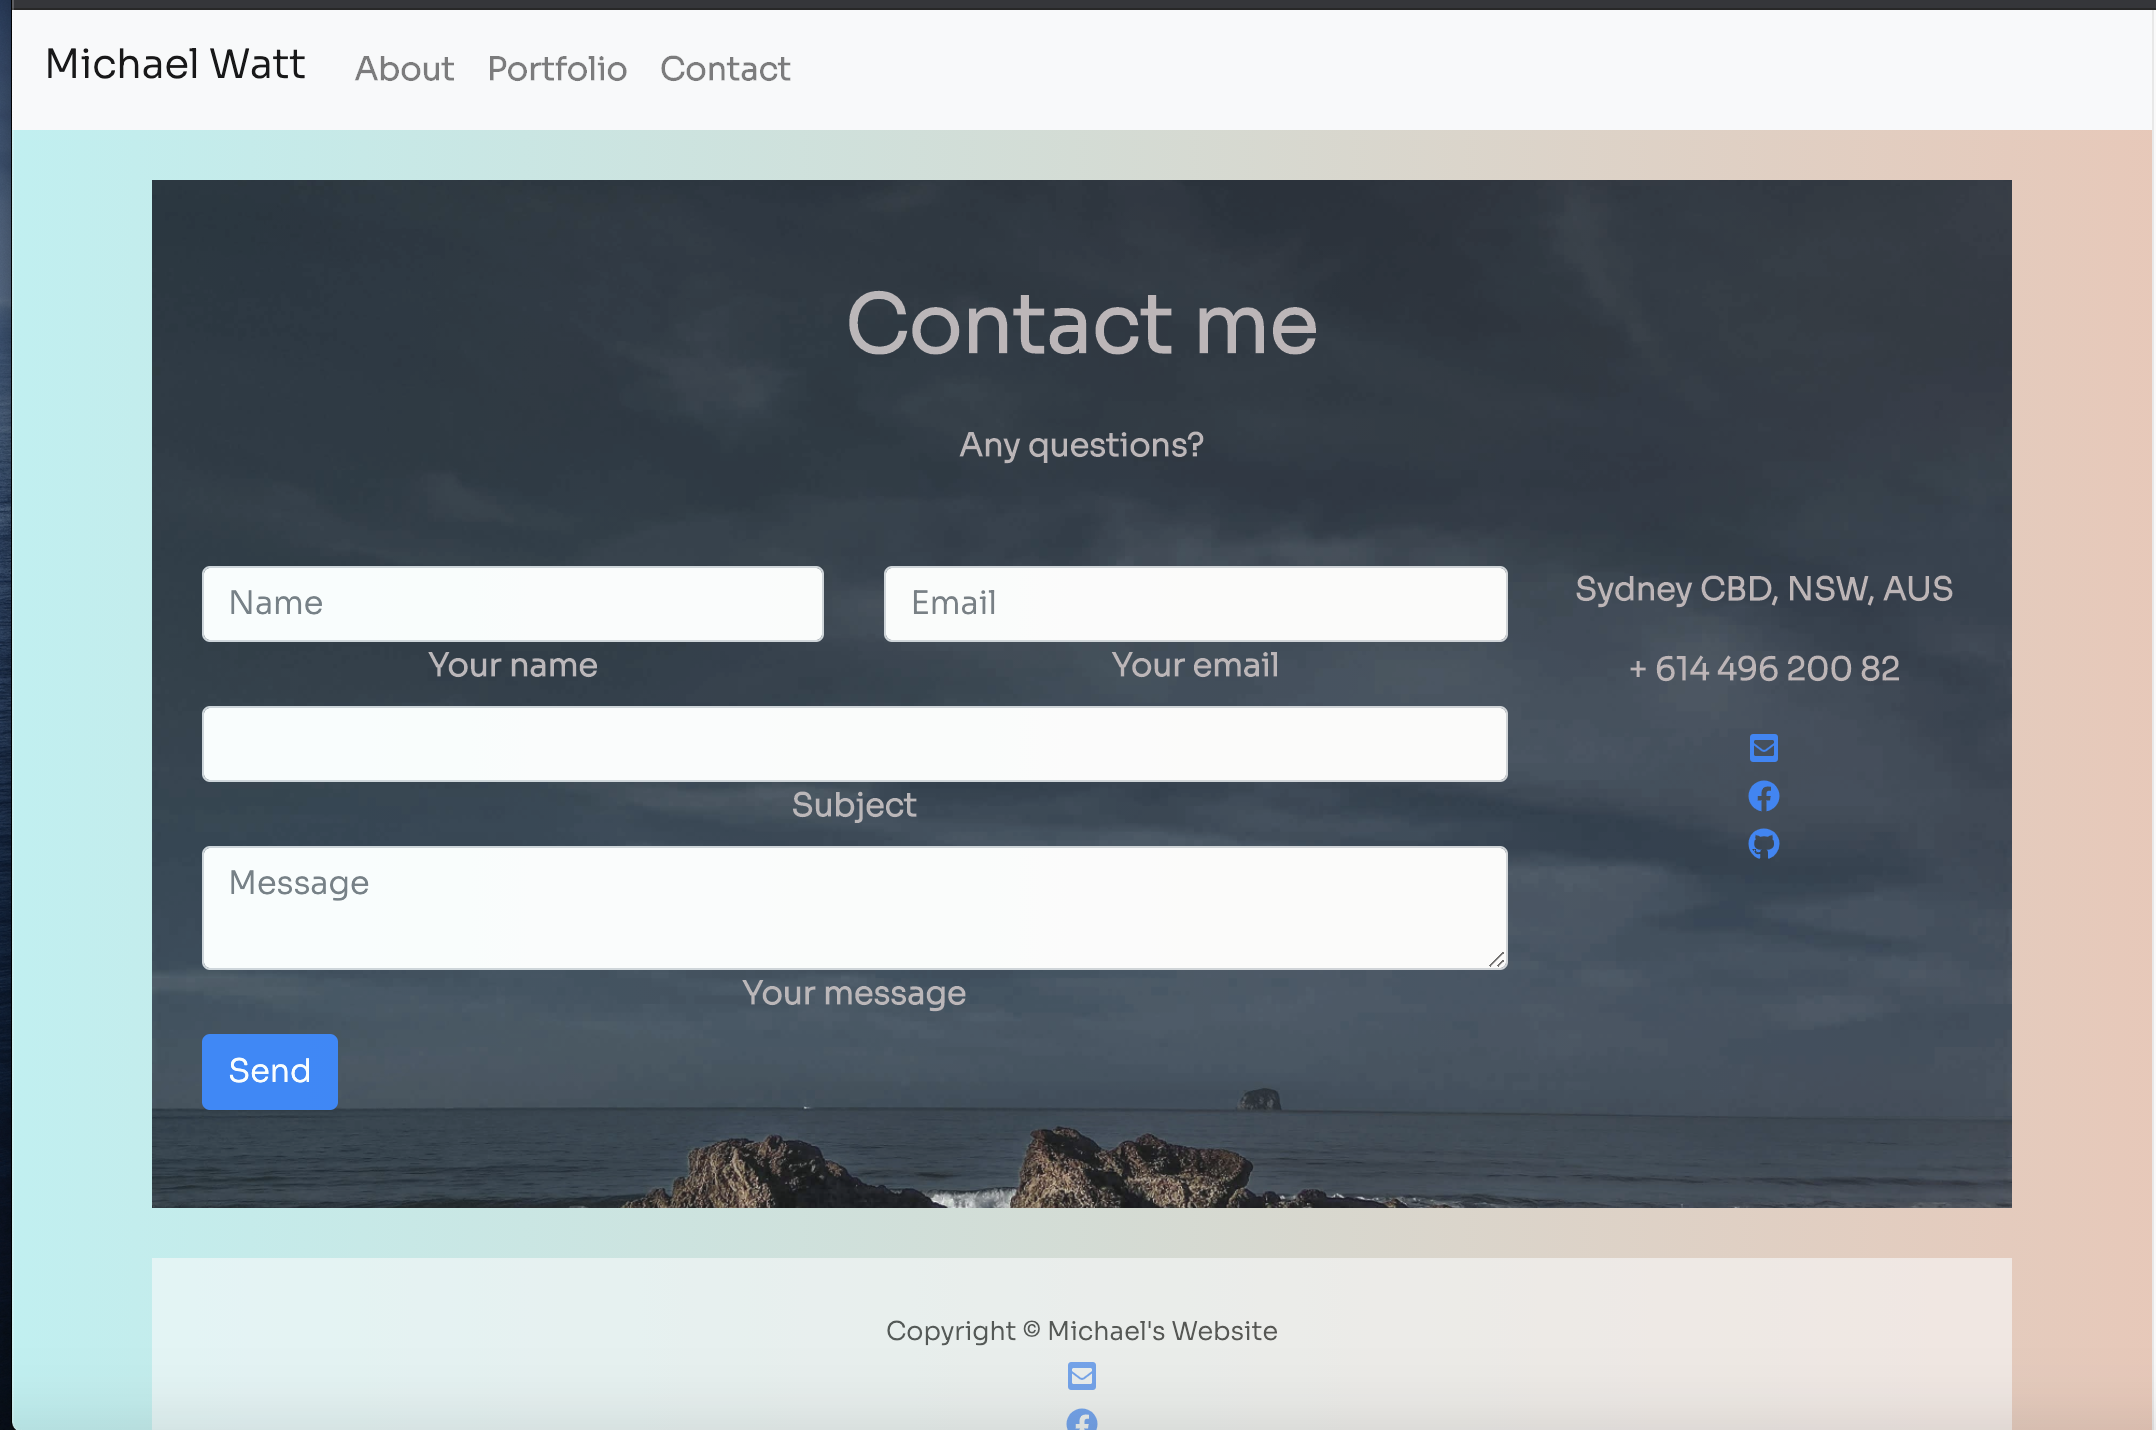 Michael Watt About Portfolio Contact
Contact me
Any questions?
Name Email
Your name Your email
Subject
Message
Your message
Send
Sydney CBD, NSW, AUS
+ 614 496 200 82
Copyright © Michael's Website